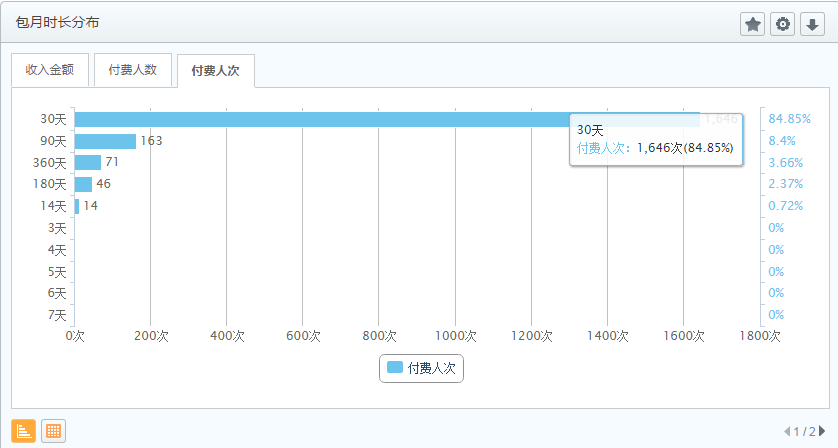 包月时长分布
收入金额 付费人数 付费人次
30天 1,646 84.85%
30天
付费人次：1,646次(84.85%)
90天 163 8.4%
360天 71 3.66%
180天 46 2.37%
14天 14 0.72%
3天 0%
4天 0%
5天 0%
6天 0%
7天 0%
0次 200次 400次 600次 800次 1000次 1200次 1400次 1600次 1800次
付费人次
1 / 2